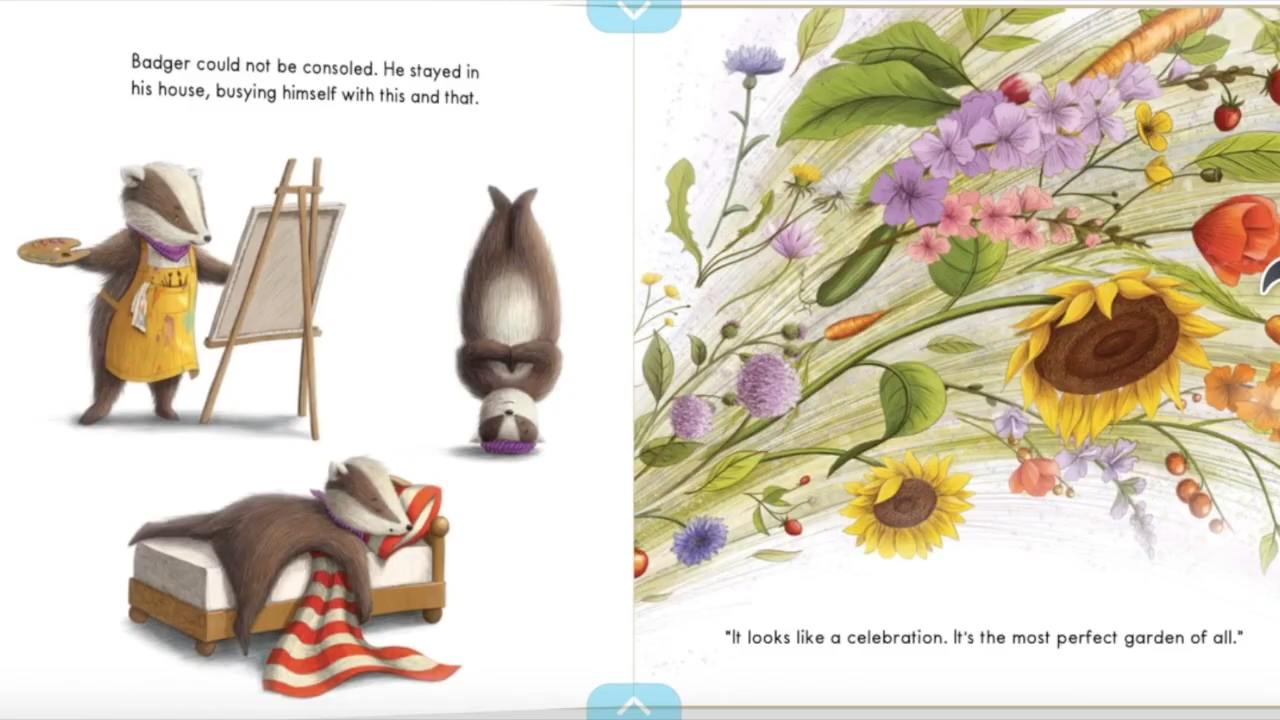 Badger could not be consoled. He stayed in
his house, busying himself with this and that.
"It looks like a celebration. It's the most perfect garden of all."